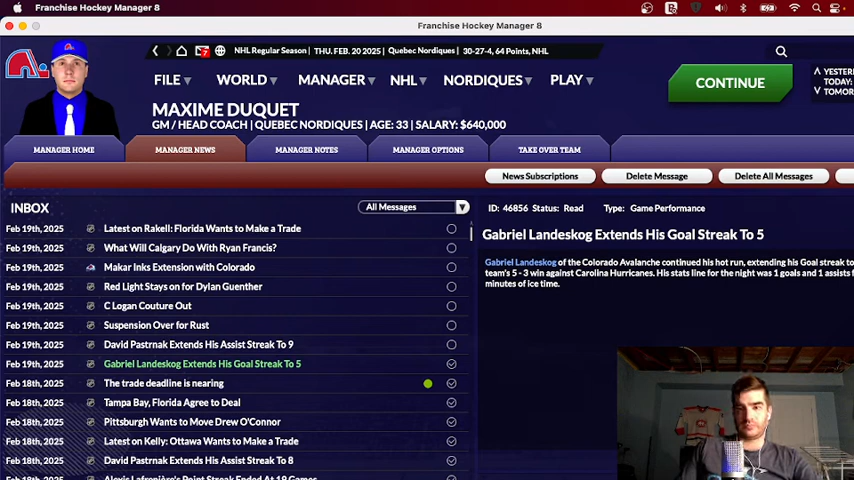 Franchise Hockey Manager 8
Franchise Hockey Manager 8
NHL Regular Season | THU. FEB. 20 2025 | Quebec Nordiques | 30-27-4, 64 Points, NHL
FILE WORLD MANAGER NHL NORDIQUES PLAY
CONTINUE
YESTER
TODAY:
TOMOR
MAXIME DUQUET
GM / HEAD COACH | QUEBEC NORDIQUES | AGE: 33 | SALARY: $640,000
MANAGER HOME MANAGER NEWS MANAGER NOTES MANAGER OPTIONS TAKE OVER TEAM
News Subscriptions Delete Message Delete All Messages
INBOX All Messages
ID: 46856 Status: Read Type: Game Performance
Gabriel Landeskog Extends His Goal Streak To 5
Gabriel Landeskog of the Colorado Avalanche continued his hot run, extending his Goal streak to
team's 5 - 3 win against Carolina Hurricanes. His stats line for the night was 1 goals and 1 assists
minutes of ice time.
Feb 19th, 2025 Latest on Rakell: Florida Wants to Make a Trade
Feb 19th, 2025 What Will Calgary Do With Ryan Francis?
Feb 19th, 2025 Makar Inks Extension with Colorado
Feb 19th, 2025 Red Light Stays on for Dylan Guenther
Feb 19th, 2025 C Logan Couture Out
Feb 19th, 2025 Suspension Over for Rust
Feb 19th, 2025 David Pastrnak Extends His Assist Streak To 9
Feb 19th, 2025 Gabriel Landeskog Extends His Goal Streak To 5
Feb 18th, 2025 The trade deadline is nearing
Feb 18th, 2025 Tampa Bay, Florida Agree to Deal
Feb 18th, 2025 Pittsburgh Wants to Move Drew O'Connor
Feb 18th, 2025 Latest on Kelly: Ottawa Wants to Make a Trade
Feb 18th, 2025 David Pastrnak Extends His Assist Streak To 8
Feb 18th, 2025 Alexis Lafrenière's Point Streak Ended At 19 Games